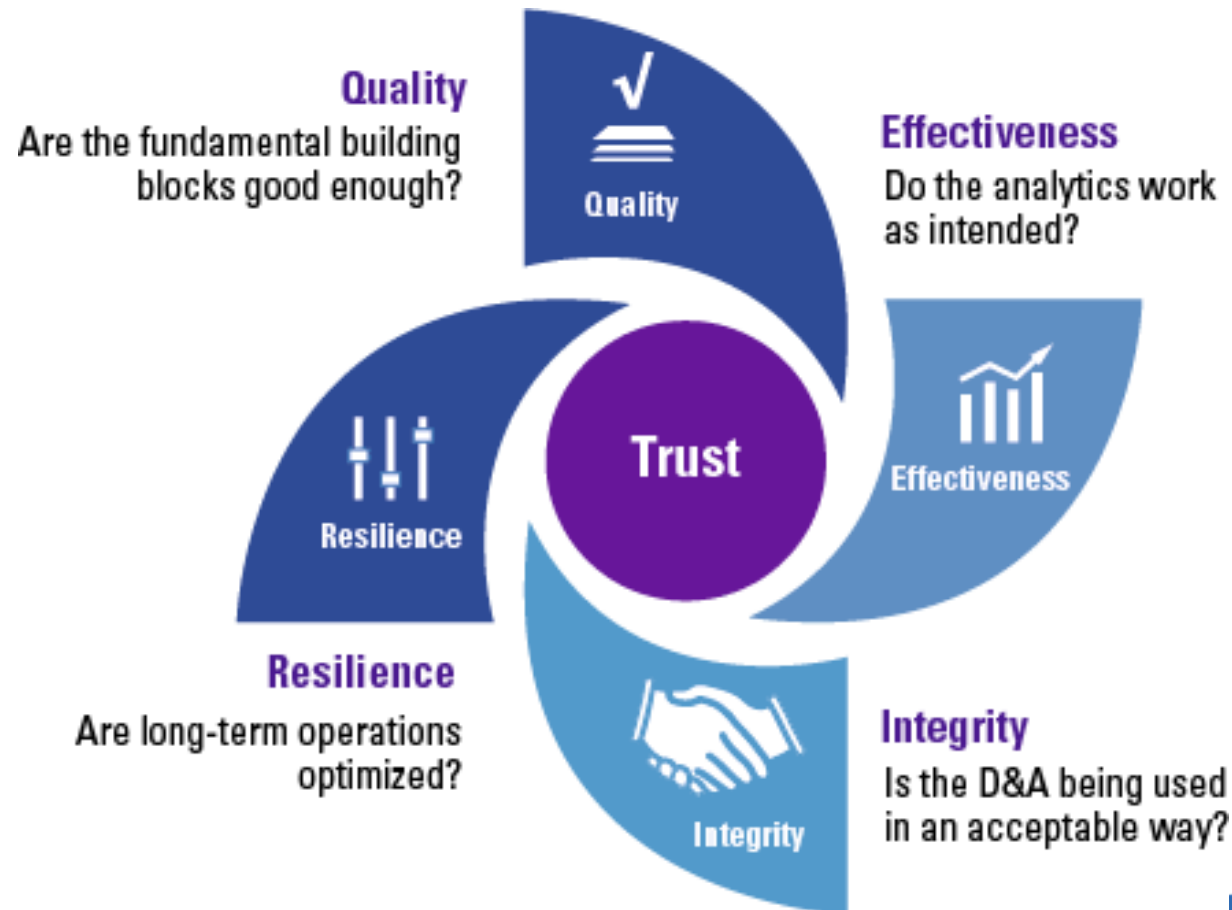 Quality
Are the fundamental building
blocks good enough?
Quality
Effectiveness
Do the analytics work
as intended?
Effectiveness
Trust
Resilience
Resilience
Are long-term operations
optimized?
Integrity
Integrity
Is the D&A being used
in an acceptable way?